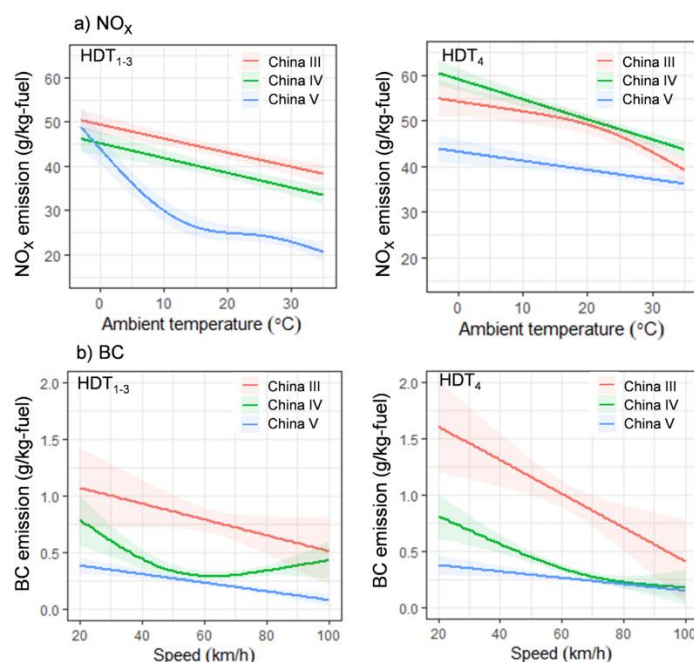 a) NOx
HDT1-3
China III
China IV
China V
60
50
40
30
20
0
10
20
30
NOX emission (g/kg-fuel)
Ambient temperature (°C)
HDT4
China III
China IV
China V
60
50
40
30
20
0
10
20
30
NOX emission (g/kg-fuel)
Ambient temperature (°C)
b) BC
HDT1-3
China III
China IV
China V
2.0
1.5
1.0
0.5
0.0
20
40
60
80
100
BC emission (g/kg-fuel)
Speed (km/h)
HDT4
China III
China IV
China V
2.0
1.5
1.0
0.5
0.0
20
40
60
80
100
BC emission (g/kg-fuel)
Speed (km/h)